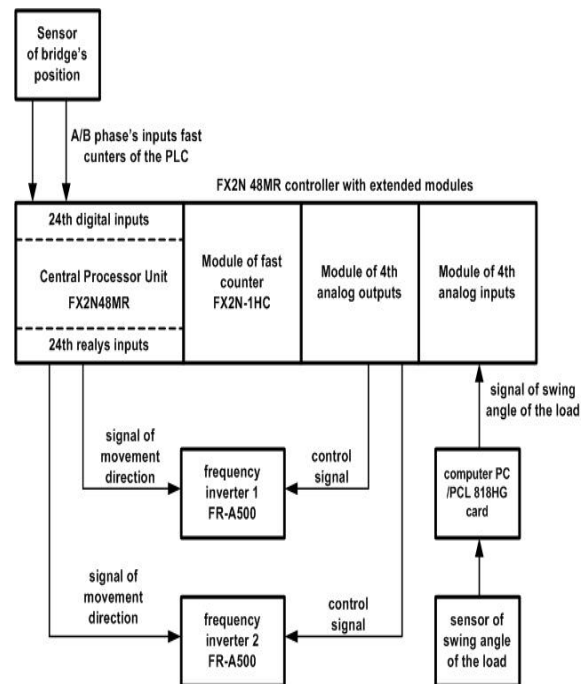 Sensor
of bridge's
position
A/B phase's inputs fast
cunters of the PLC
FX2N 48MR controller with extended modules
24th digital inputs
Central Processor Unit
FX2N48MR
24th realys inputs
Module of fast
counter
FX2N-1HC
Module of 4th
analog outputs
Module of 4th
analog inputs
signal of swing
angle of the load
signal of
movement
direction
frequency
inverter 1
FR-A500
control
signal
computer PC
/PCL 818HG
card
signal of
movement
direction
frequency
inverter 2
FR-A500
control
signal
sensor of
swing angle
of the load